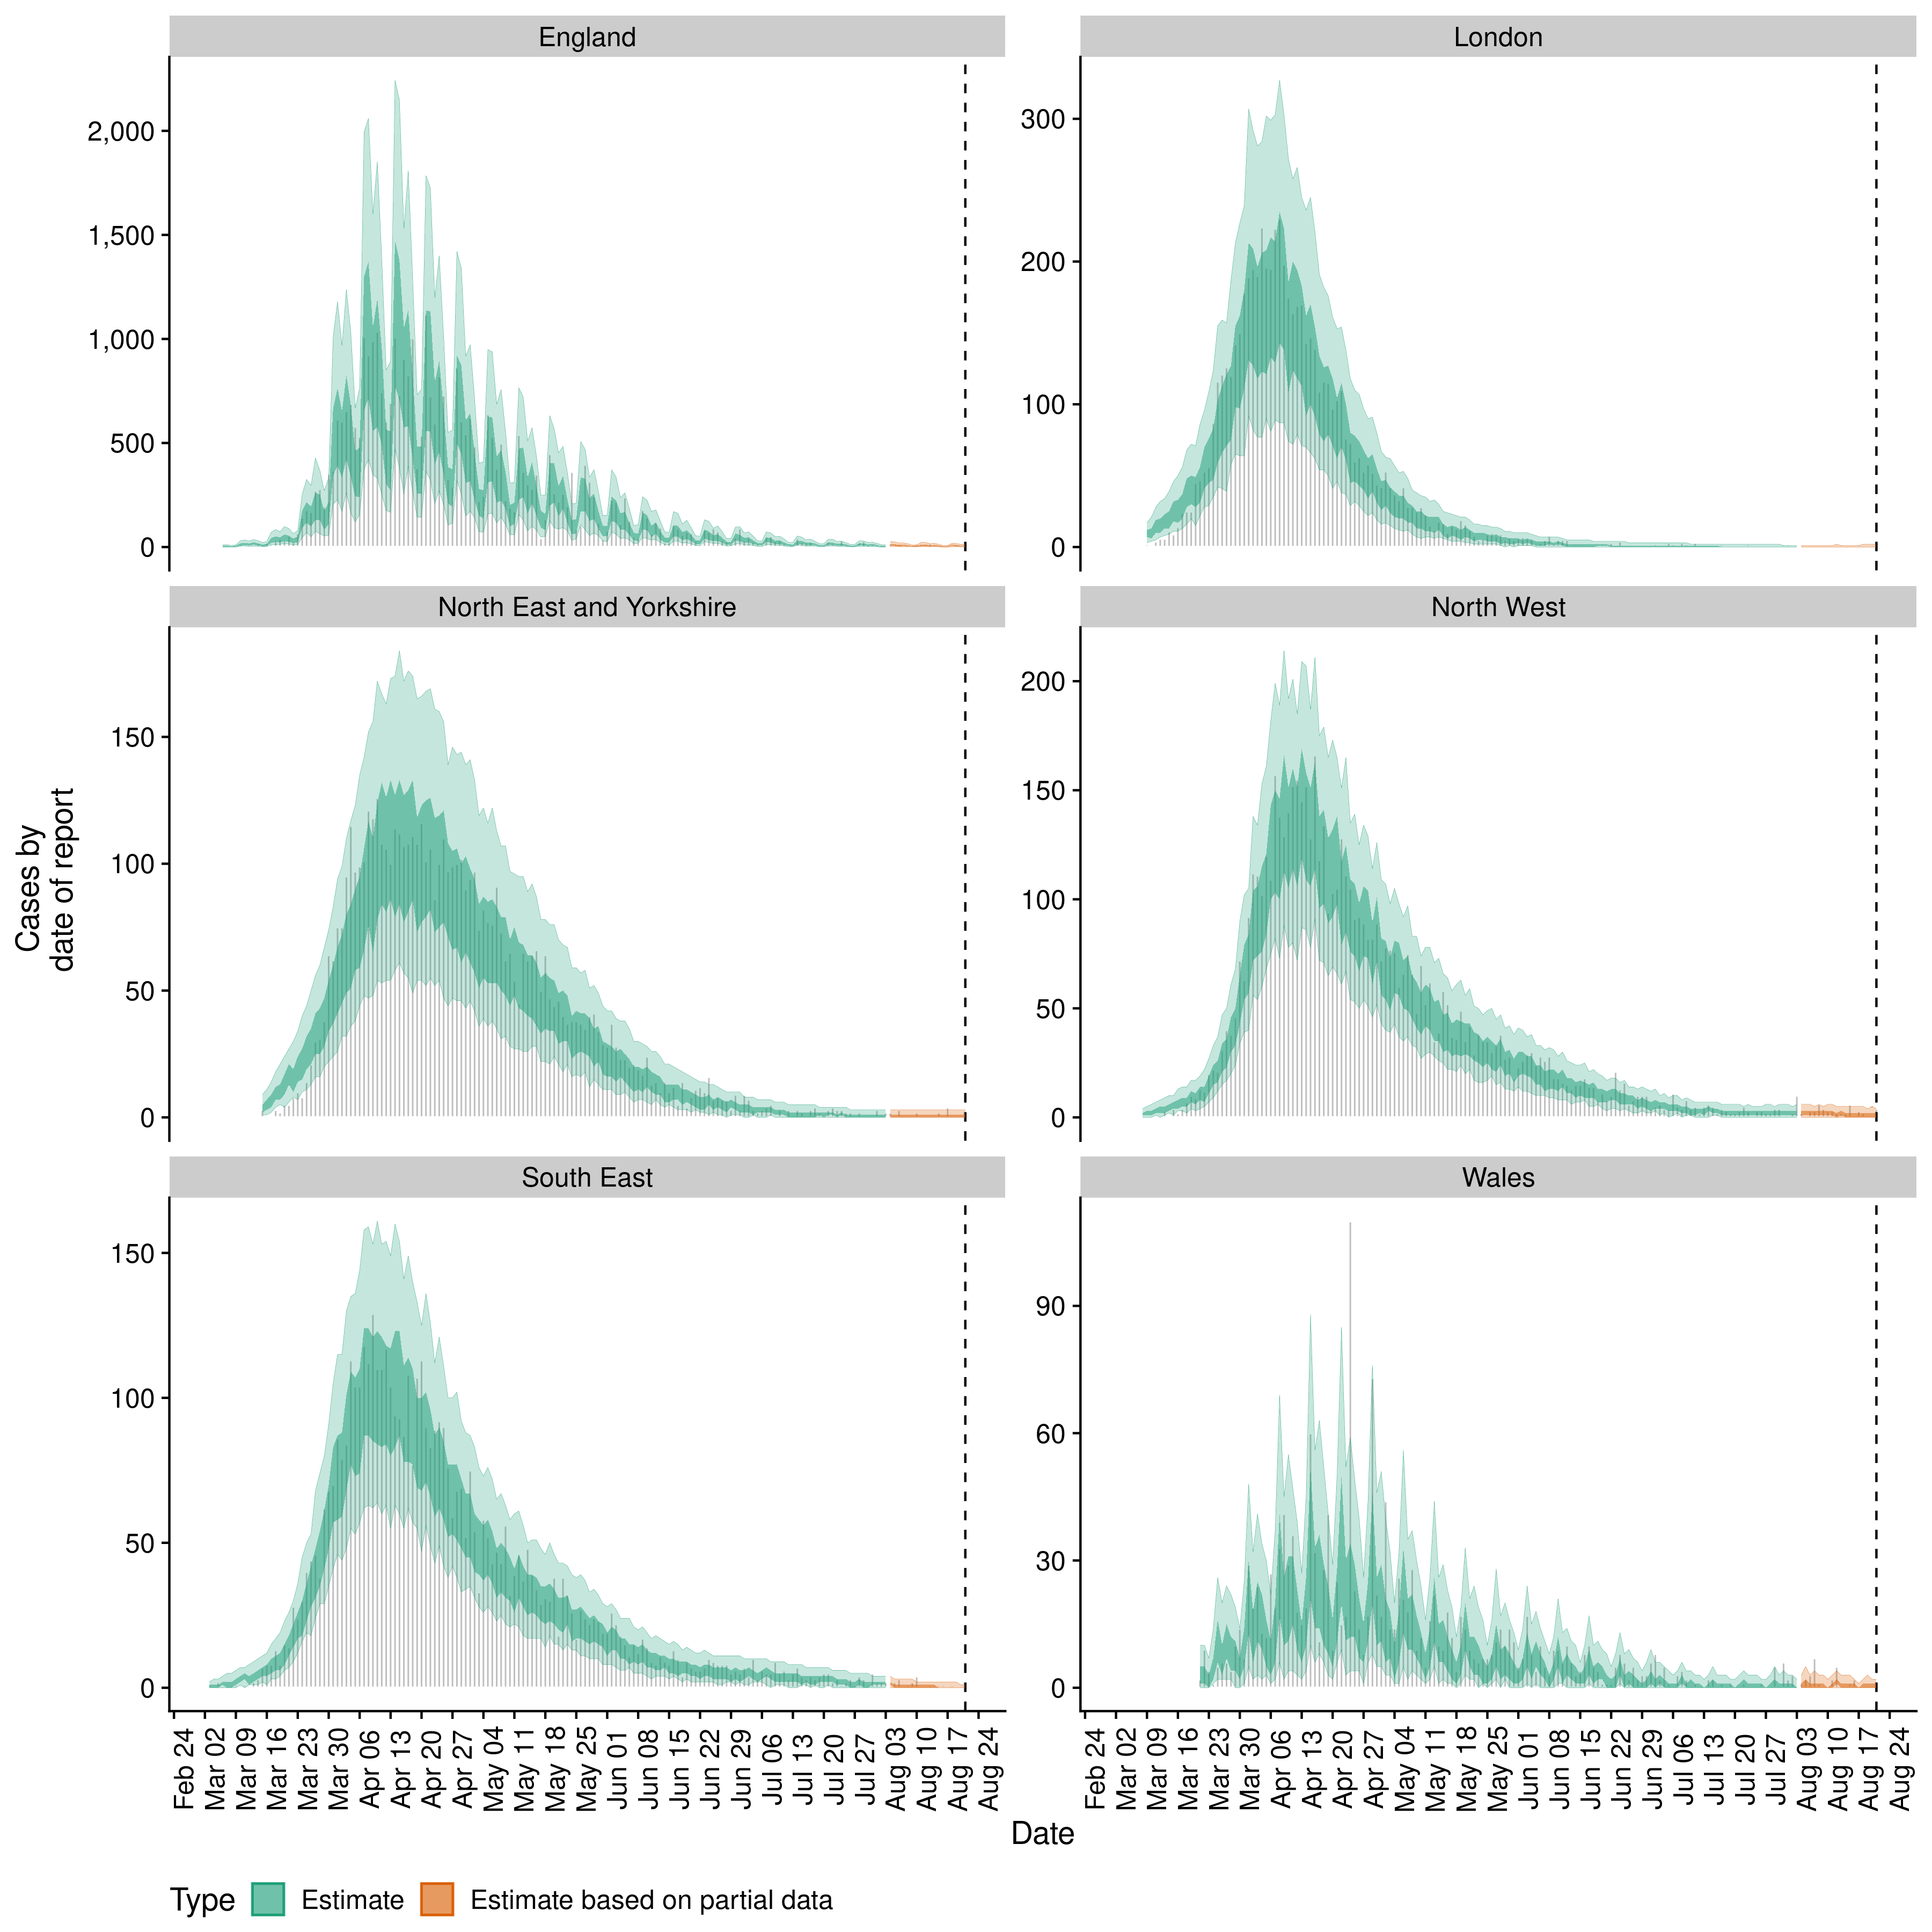 England
London
2,000
1,500
1,000
500
0
300
200
100
0
North East and Yorkshire
North West
150
100
50
0
200
150
100
50
0
South East
Wales
150
100
50
0
90
60
30
0
Cases by
date of report
Feb 24
Mar 02
Mar 09
Mar 16
Mar 23
Mar 30
Apr 06
Apr 13
Apr 20
Apr 27
May 04
May 11
May 18
May 25
Jun 01
Jun 08
Jun 15
Jun 22
Jun 29
Jul 06
Jul 13
Jul 20
Jul 27
Aug 03
Aug 10
Aug 17
Aug 24
Feb 24
Mar 02
Mar 09
Mar 16
Mar 23
Mar 30
Apr 06
Apr 13
Apr 20
Apr 27
May 04
May 11
May 18
May 25
Jun 01
Jun 08
Jun 15
Jun 22
Jun 29
Jul 06
Jul 13
Jul 20
Jul 27
Aug 03
Aug 10
Aug 17
Aug 24
Date
Type
Estimate
Estimate based on partial data